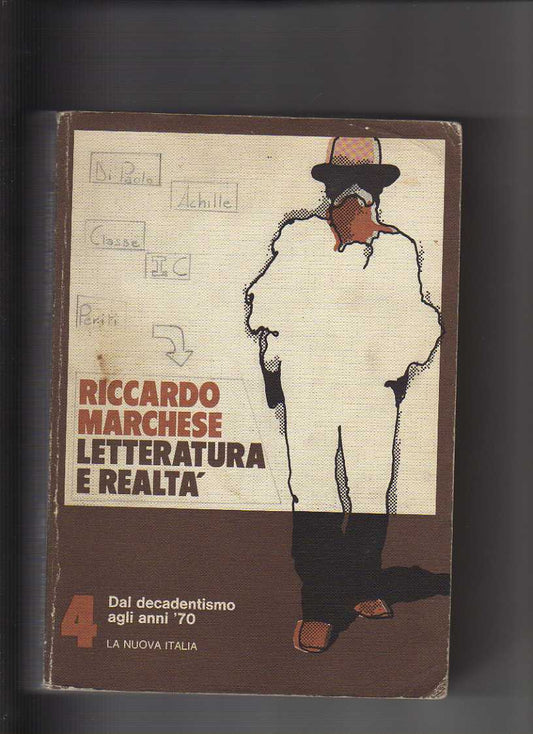 Di Paolo
Achille
Classe
I C
Periti
RICCARDO
MARCHESE
LETTERATURA
E REALTA'
4
Dal decadentismo
agli anni '70
LA NUOVA ITALIA